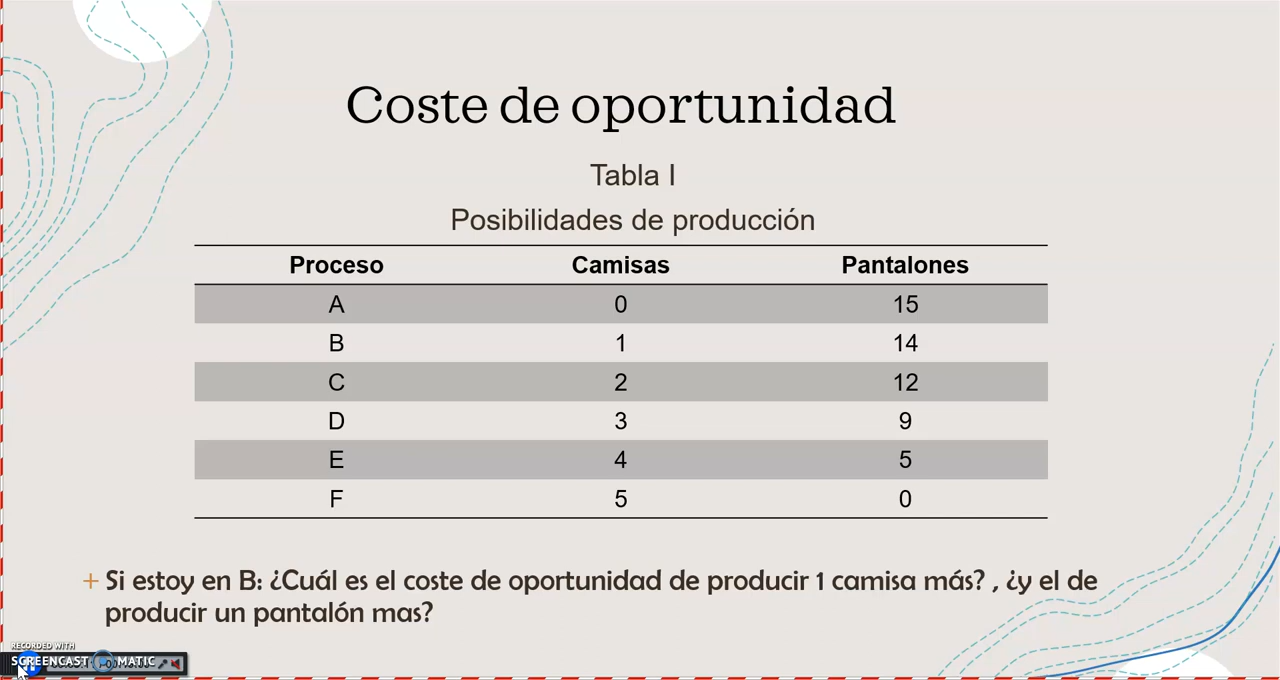 Coste de oportunidad
Tabla I
Posibilidades de producción
Proceso Camisas Pantalones
A 0 15
B 1 14
C 2 12
D 3 9
E 4 5
F 5 0
+ Si estoy en B: ¿Cuál es el coste de oportunidad de producir 1 camisa más? , ¿y el de
producir un pantalón mas?
RECORDED WITH
SCREENCAST MATIC